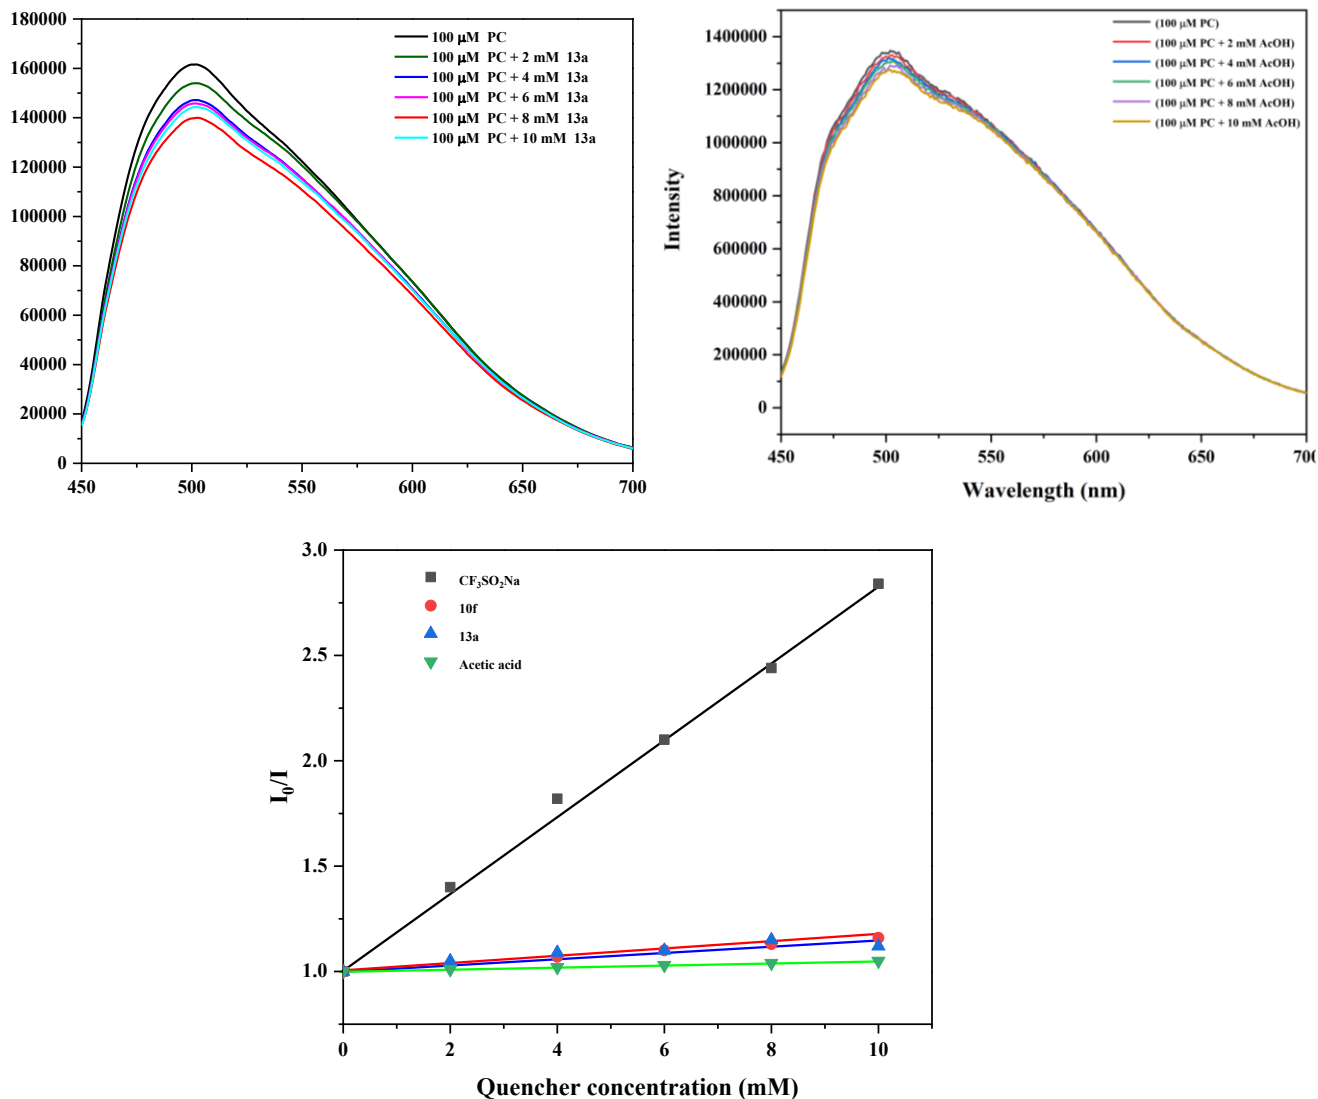 180000
160000
140000
120000
100000
80000
60000
40000
20000
0
450 500 550 600 650 700
100 μM PC
100 μM PC + 2 mM 13a
100 μM PC + 4 mM 13a
100 μM PC + 6 mM 13a
100 μM PC + 8 mM 13a
100 μM PC + 10 mM 13a
Intensity
1400000
1200000
1000000
800000
600000
400000
200000
0
450 500 550 600 650 700
Wavelength (nm)
(100 μM PC)
(100 μM PC + 2 mM AcOH)
(100 μM PC + 4 mM AcOH)
(100 μM PC + 6 mM AcOH)
(100 μM PC + 8 mM AcOH)
(100 μM PC + 10 mM AcOH)
I₀/I
3.0
2.5
2.0
1.5
1.0
CF₃SO₂Na
10f
13a
Acetic acid
0 2 4 6 8 10
Quencher concentration (mM)